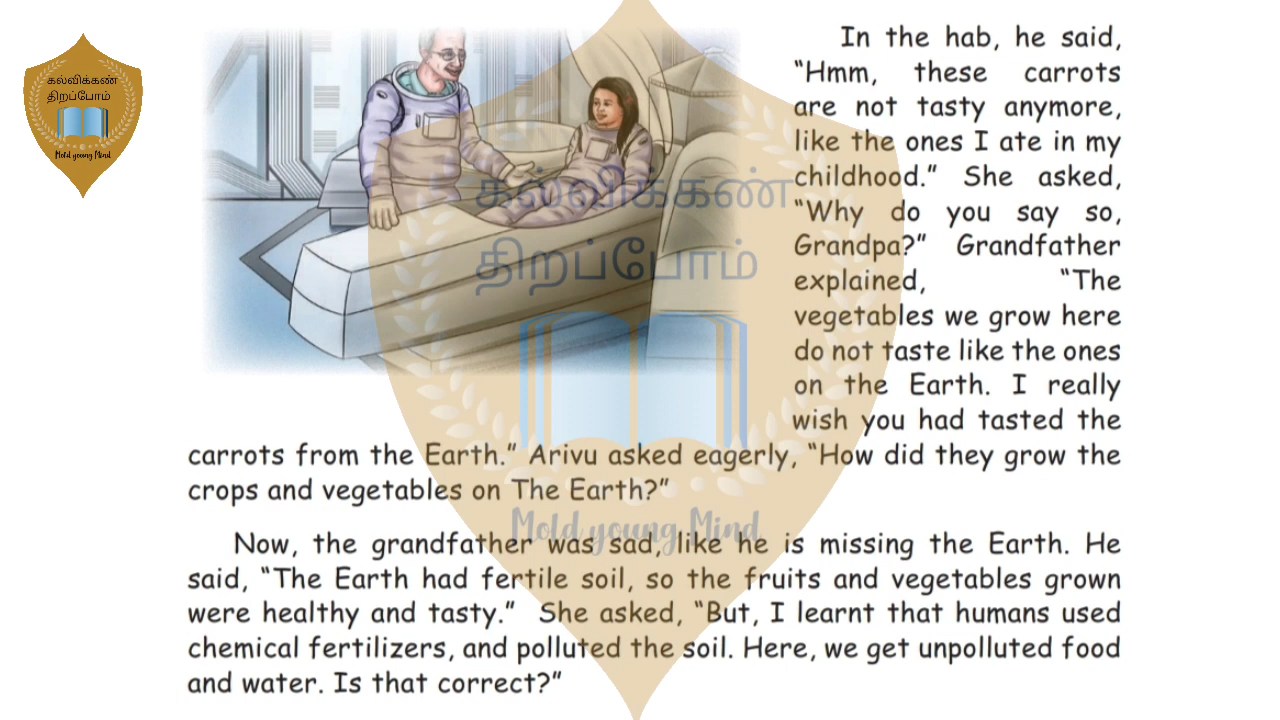 கல்விக்கண்
திறப்போம்
Mold young Mind
In the hab, he said,
“Hmm, these carrots
are not tasty anymore,
like the ones I ate in my
childhood.” She asked,
“Why do you say so,
Grandpa?” Grandfather
explained, “The
vegetables we grow here
do not taste like the ones
on the Earth. I really
wish you had tasted the
carrots from the Earth.” Arivu asked eagerly, “How did they grow the
crops and vegetables on The Earth?”
Now, the grandfather was sad, like he is missing the Earth. He
said, “The Earth had fertile soil, so the fruits and vegetables grown
were healthy and tasty.” She asked, “But, I learnt that humans used
chemical fertilizers, and polluted the soil. Here, we get unpolluted food
and water. Is that correct?”
கல்விக்கண்
திறப்போம்
Mold young Mind